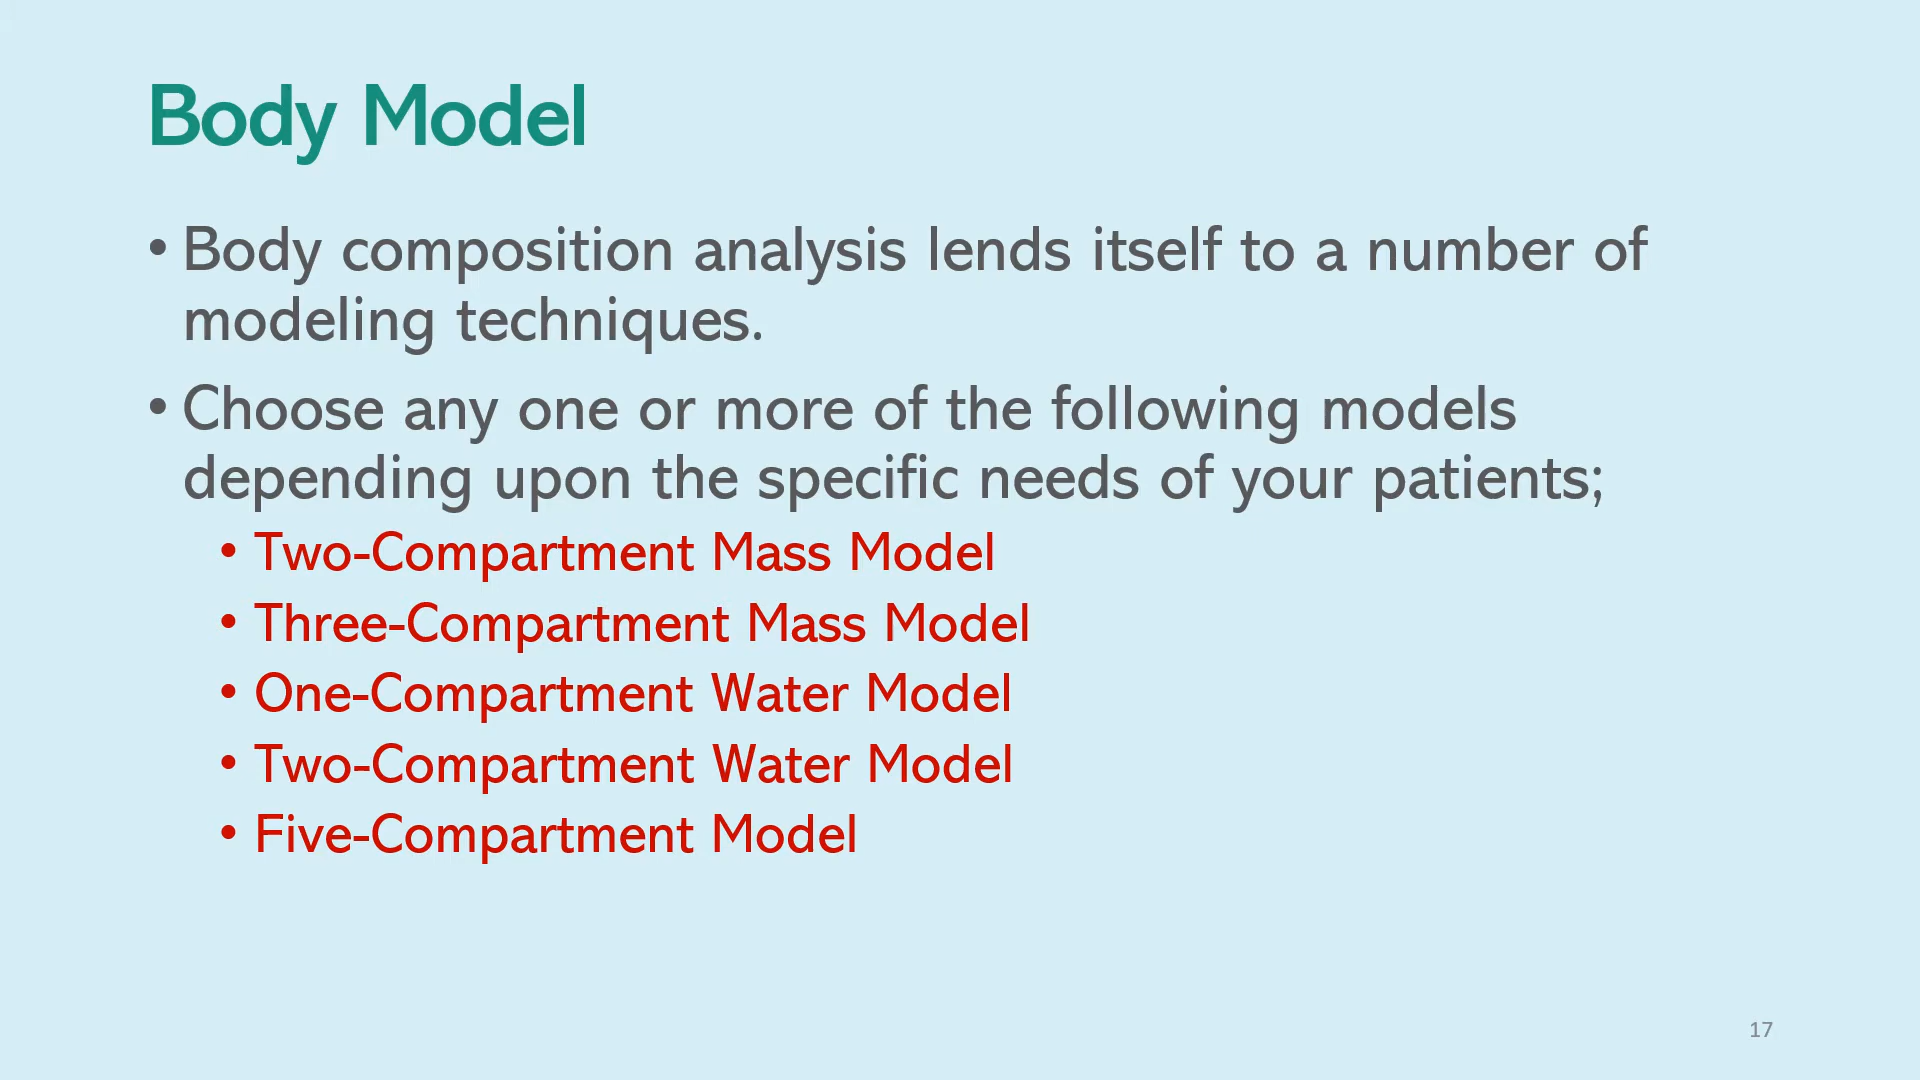 Body Model
• Body composition analysis lends itself to a number of
modeling techniques.
• Choose any one or more of the following models
depending upon the specific needs of your patients;
• Two-Compartment Mass Model
• Three-Compartment Mass Model
• One-Compartment Water Model
• Two-Compartment Water Model
• Five-Compartment Model
17